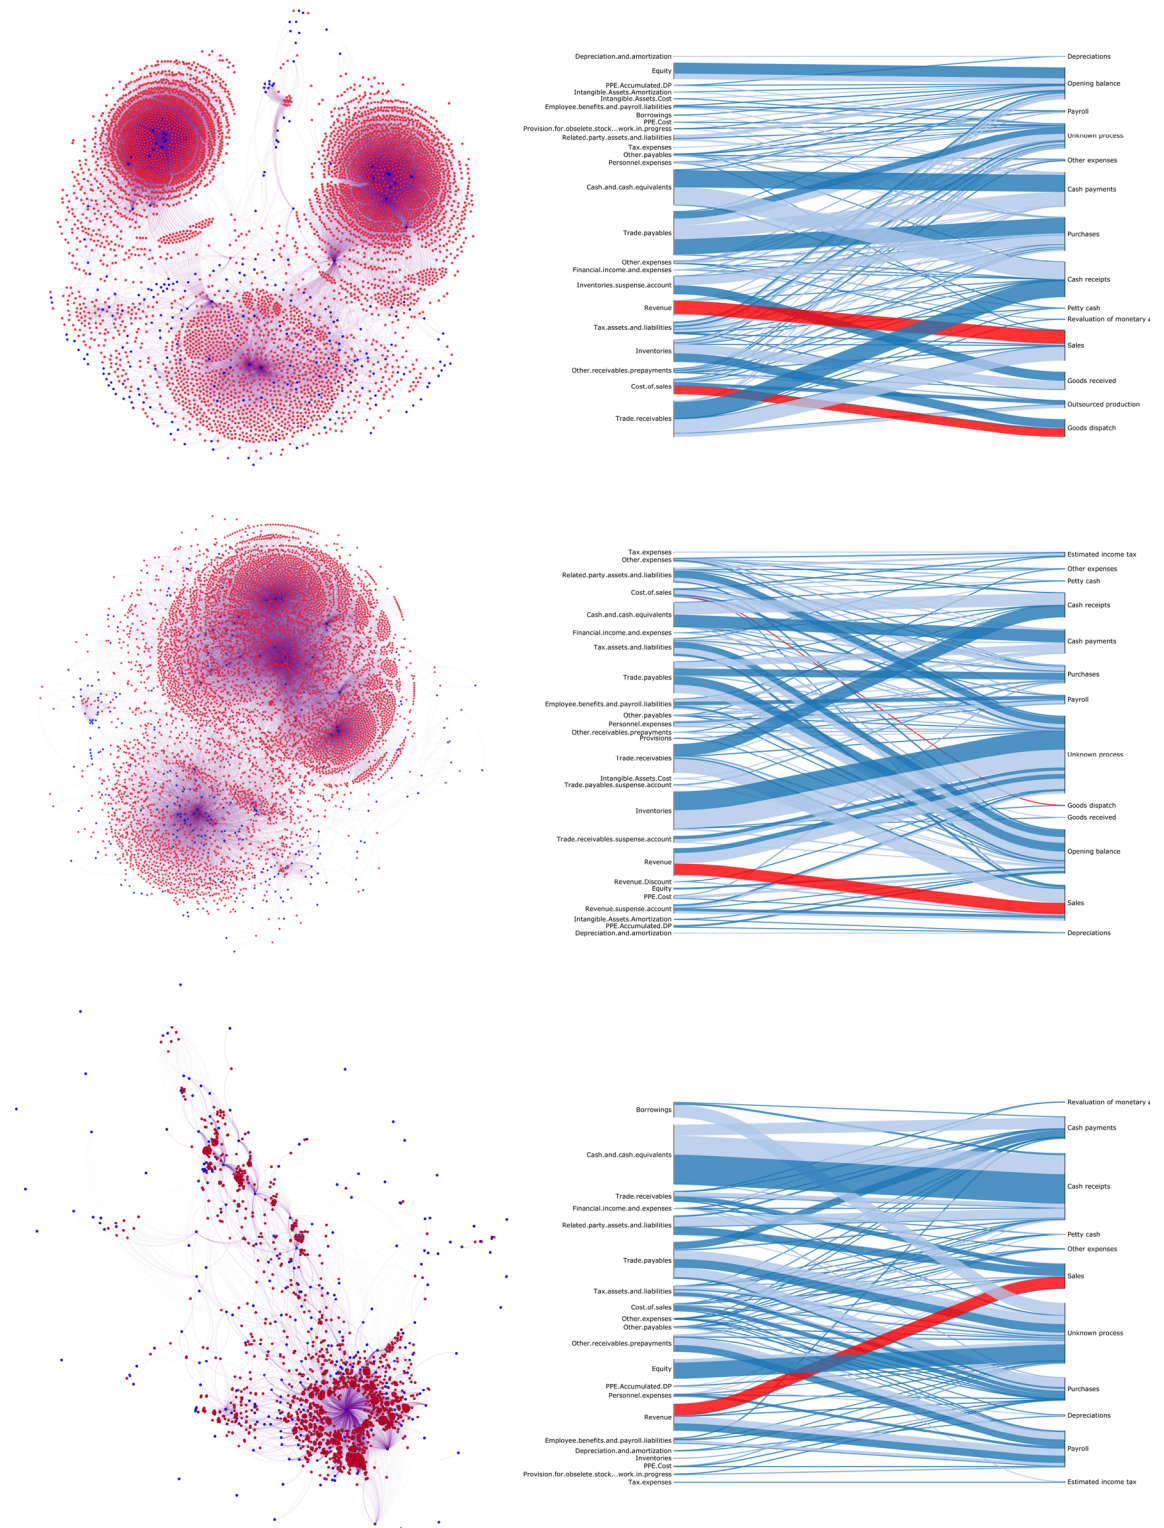 Depreciation.and.amortization
Equity
PPE.Accumulated.DP
Intangible.Assets.Amortization
Intangible.Assets.Cost
Employee.benefits.and.payroll.liabilities
Borrowings
PPE.Cost
Provision.for.obselete.stock...work.in.progress
Related.party.assets.and.liabilities
Tax.expenses
Other.payables
Personnel.expenses
Cash.and.cash.equivalents
Trade.payables
Other.expenses
Financial.income.and.expenses
Inventories.suspense.account
Revenue
Tax.assets.and.liabilities
Inventories
Other.receivables.prepayments
Cost.of.sales
Trade.receivables
Depreciations
Opening balance
Payroll
Unknown process
Other expenses
Cash payments
Purchases
Cash receipts
Petty cash
Revaluation of monetary a
Sales
Goods received
Outsourced production
Goods dispatch
Tax.expenses
Other.expenses
Related.party.assets.and.liabilities
Cost.of.sales
Cash.and.cash.equivalents
Financial.income.and.expenses
Tax.assets.and.liabilities
Trade.payables
Employee.benefits.and.payroll.liabilities
Other.payables
Personnel.expenses
Other.receivables.prepayments
Provisions
Trade.receivables
Intangible.Assets.Cost
Trade.payables.suspense.account
Inventories
Trade.receivables.suspense.account
Revenue
Revenue.Discount
Equity
PPE.Cost
Revenue.suspense.account
Intangible.Assets.Amortization
PPE.Accumulated.DP
Depreciation.and.amortization
Estimated income tax
Other expenses
Petty cash
Cash receipts
Cash payments
Purchases
Payroll
Unknown process
Goods dispatch
Goods received
Opening balance
Sales
Depreciations
Borrowings
Cash.and.cash.equivalents
Trade.receivables
Financial.income.and.expenses
Related.party.assets.and.liabilities
Trade.payables
Tax.assets.and.liabilities
Cost.of.sales
Other.expenses
Other.payables
Other.receivables.prepayments
Equity
PPE.Accumulated.DP
Personnel.expenses
Revenue
Employee.benefits.and.payroll.liabilities
Depreciation.and.amortization
Inventories
PPE.Cost
Provision.for.obselete.stock...work.in.progress
Tax.expenses
Revaluation of monetary a
Cash payments
Cash receipts
Petty cash
Other expenses
Sales
Unknown process
Purchases
Depreciations
Payroll
Estimated income tax